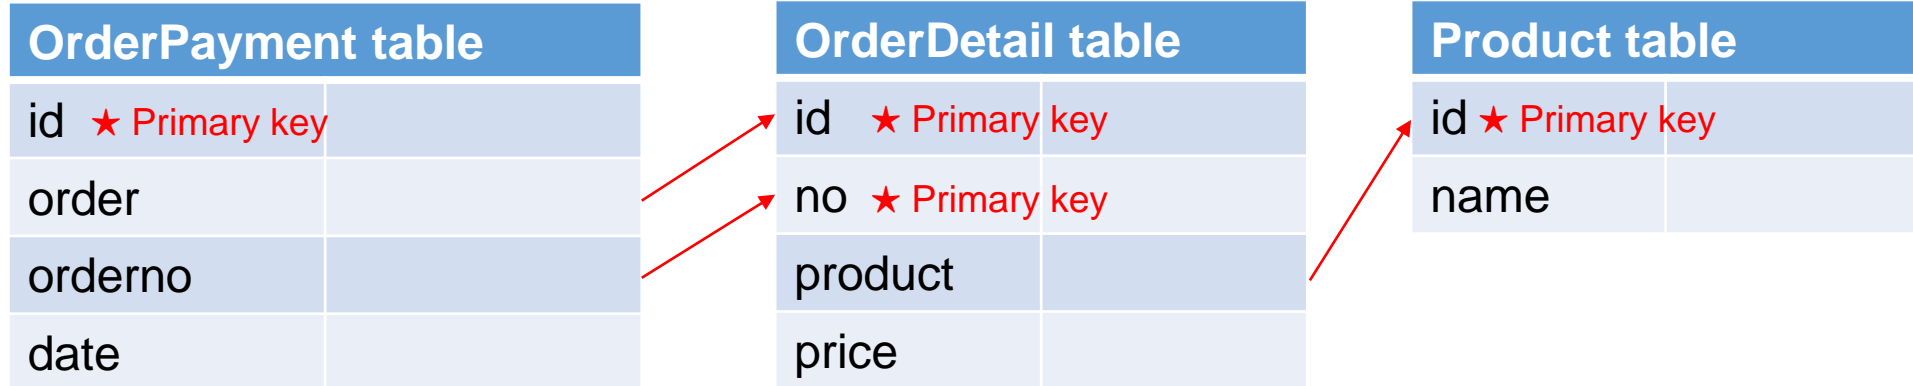 OrderPayment table
id ★ Primary key
order
orderno
date
OrderDetail table
id ★ Primary key
no ★ Primary key
product
price
Product table
id ★ Primary key
name